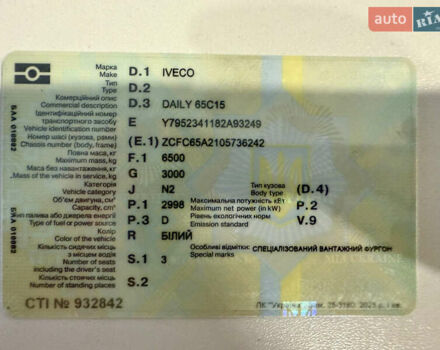 auto RIA
Марка
Make D.1 IVECO
Тип
Type D.2
Комерційний опис
Commercial description D.3 DAILY 65C15
Ідентифікаційний номер
транспортного засобу E Y7952341182A93249
Vehicle identification number
Номер шасі (кузова, рами) (E.1) ZCFC65A2105736242
Chassis number (body, frame)
Повна маса, кг
Maximum mass, kg F.1 6500
Маса без навантаження, кг G 3000
Mass of the vehicle in service, kg
Категорія Тип кузова
Vehicle category J N2 Body type (D.4)
Об'єм двигуна, см³
Capacity, cm³ P.1 2998 Максимальна потужність кВт
Maximum net power (in kW) P.2
Тип палива або джерела енергії
Type of fuel or power source P.3 D Рівень екологічних норм
Emission standard V.9
Колір
Color of the vehicle R БІЛИЙ
Кількість сидячих місць
з місцем водія S.1 3 Особливі відмітки: СПЕЦІАЛІЗОВАНИЙ ВАНТАЖНИЙ ФУРГОН
Number of seats Special marks
including the driver's seat
Кількість стоячих місць S.2
Number of standing places
СТІ № 932842